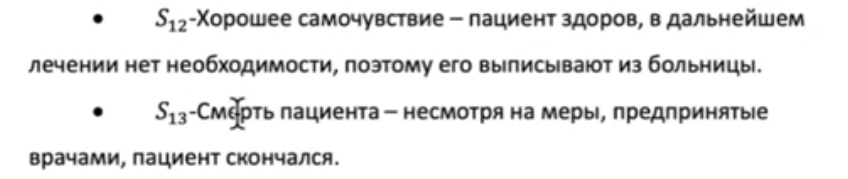 • S₁₂-Хорошее самочувствие – пациент здоров, в дальнейшем
лечении нет необходимости, поэтому его выписывают из больницы.
• S₁₃-Смерть пациента – несмотря на меры, предпринятые
врачами, пациент скончался.